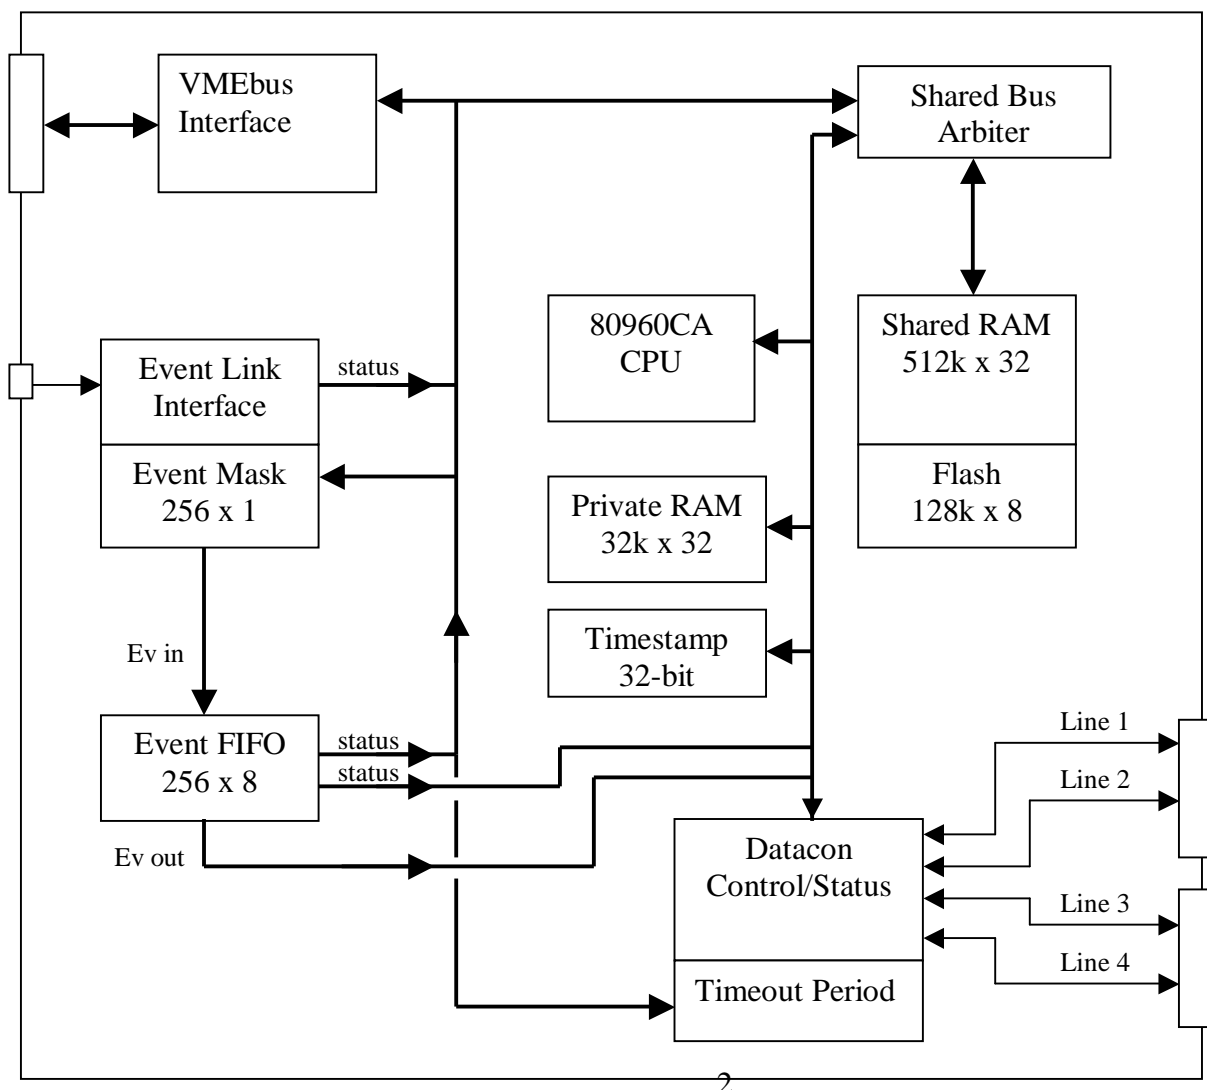 VMEbus
Interface
Shared Bus
Arbiter
80960CA
CPU
Shared RAM
512k x 32
Event Link
Interface
status
Event Mask
256 x 1
Flash
128k x 8
Private RAM
32k x 32
Ev in
Timestamp
32-bit
Event FIFO
256 x 8
status
status
Ev out
Line 1
Line 2
Datacon
Control/Status
Line 3
Line 4
Timeout Period
2